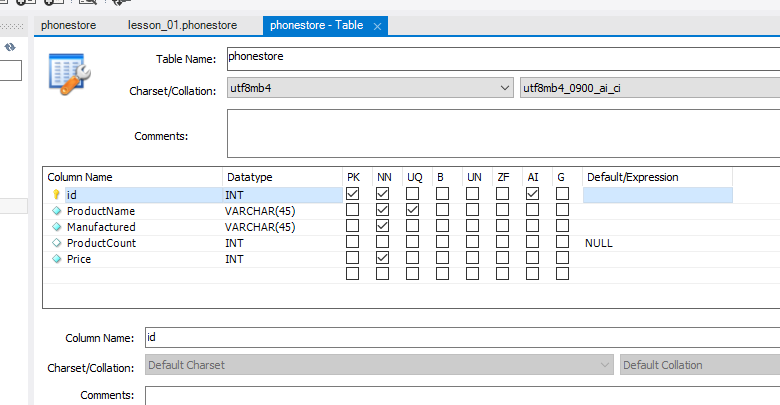 phonestore lesson_01.phonestore phonestore - Table
Table Name: phonestore
Charset/Collation: utf8mb4 utf8mb4_0900_ai_ci
Comments:
Column Name Datatype PK NN UQ B UN ZF AI G Default/Expression
id INT
ProductName VARCHAR(45)
Manufactured VARCHAR(45)
ProductCount INT NULL
Price INT
Column Name: id
Charset/Collation: Default Charset Default Collation
Comments: